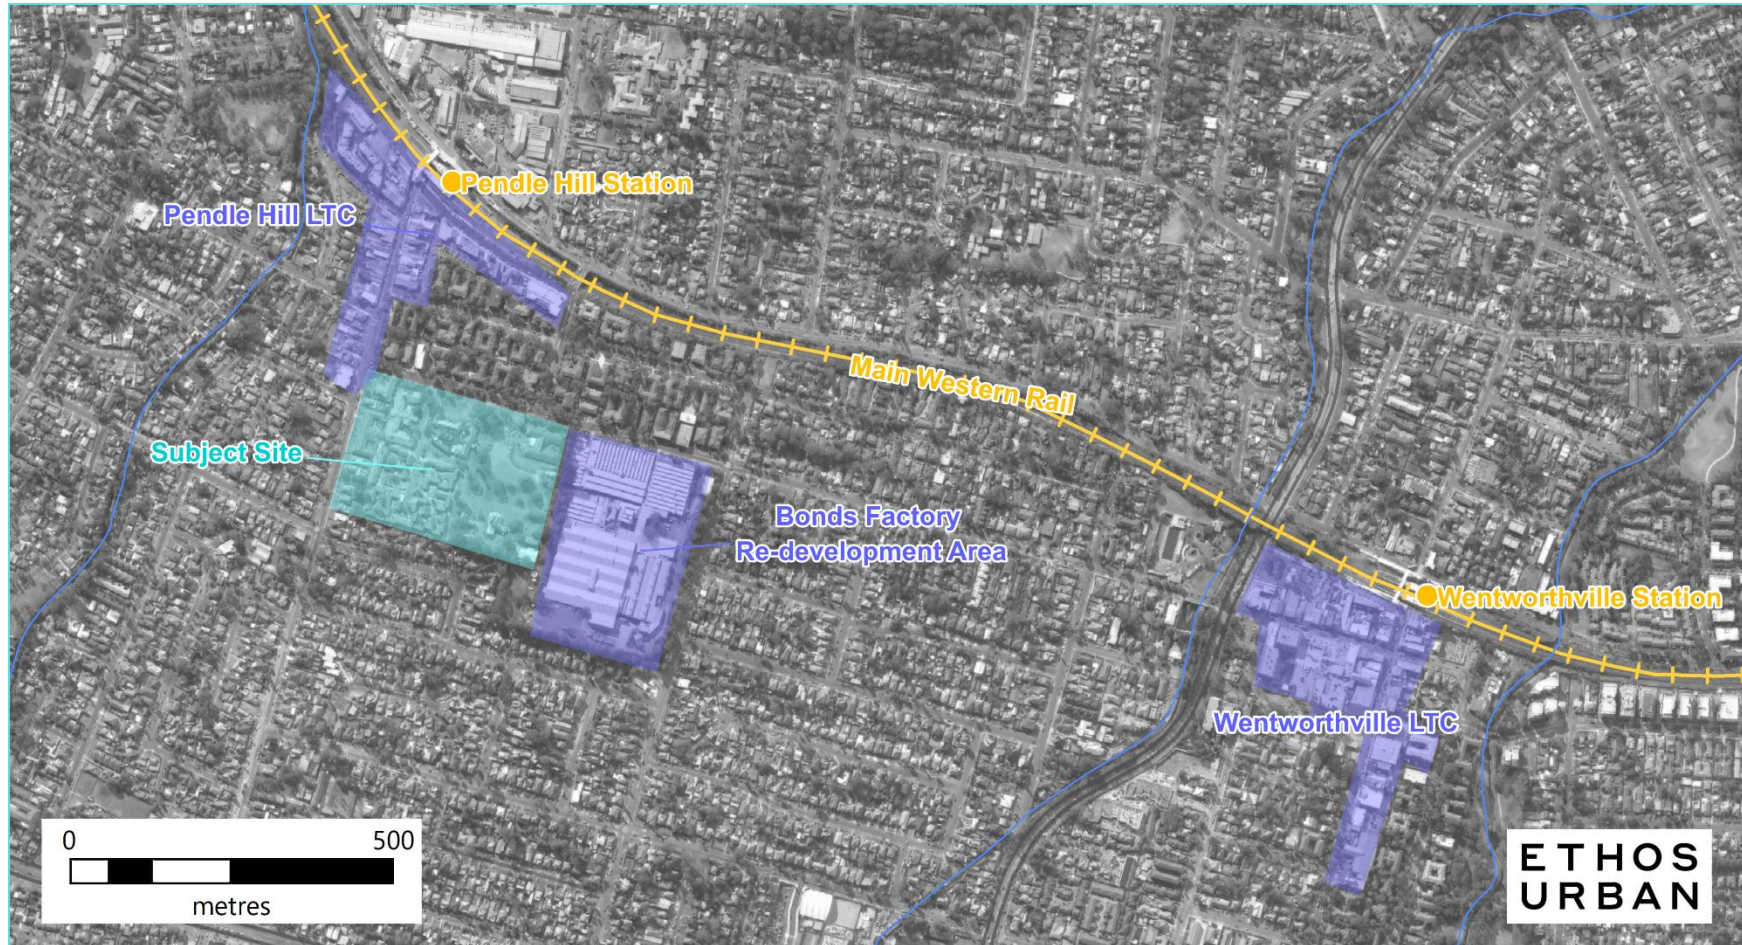 Pendle Hill Station
Pendle Hill LTC
Main Western Rail
Subject Site
Bonds Factory
Re-development Area
Wentworthville Station
Wentworthville LTC
0 500
metres
ETHOS
URBAN